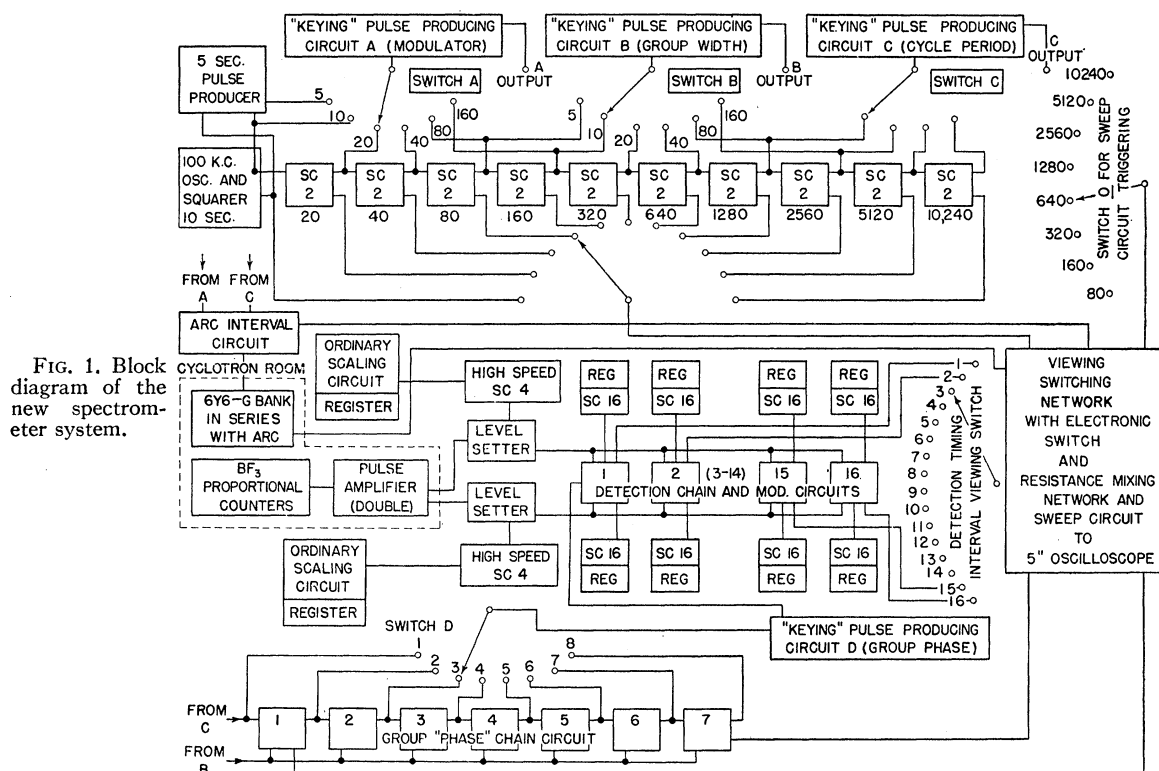 "KEYING" PULSE PRODUCING
CIRCUIT A (MODULATOR)
"KEYING" PULSE PRODUCING
CIRCUIT B (GROUP WIDTH)
"KEYING" PULSE PRODUCING
CIRCUIT C (CYCLE PERIOD)
A
OUTPUT
B
OUTPUT
C
OUTPUT
5 SEC.
PULSE
PRODUCER
SWITCH A
SWITCH B
SWITCH C
5
10
20
40
80
160
5
10
20
40
80
160
10240
5120
2560
1280
640
320
160
80
SWITCH I O FOR SWEEP
CIRCUIT TRIGGERING
100 K.C.
OSC. AND
SQUARER
10 SEC.
SC
2
SC
2
SC
2
SC
2
SC
2
SC
2
SC
2
SC
2
SC
2
SC
2
20
40
80
160
320
640
1280
2560
5120
10,240
FROM
A
FROM
C
ARC INTERVAL
CIRCUIT
CYCLOTRON ROOM
6Y6-G BANK
IN SERIES
WITH ARC
BF3
PROPORTIONAL
COUNTERS
PULSE
AMPLIFIER
(DOUBLE)
ORDINARY
SCALING
CIRCUIT
REGISTER
HIGH SPEED
SC 4
LEVEL
SETTER
LEVEL
SETTER
HIGH SPEED
SC 4
ORDINARY
SCALING
CIRCUIT
REGISTER
REG
SC 16
REG
SC 16
REG
SC 16
REG
SC 16
1
2
(3-14)
15
16
DETECTION CHAIN AND MOD. CIRCUITS
SC 16
REG
SC 16
REG
SC 16
REG
SC 16
REG
1
2
3
4
5
6
7
8
9
10
11
12
13
14
15
16
DETECTION TIMING
INTERVAL VIEWING SWITCH
VIEWING
SWITCHING
NETWORK
WITH ELECTRONIC
SWITCH
AND
RESISTANCE MIXING
NETWORK AND
SWEEP CIRCUIT
TO
5" OSCILLOSCOPE
FIG. 1. Block
diagram of the
new spectrom-
eter system.
"KEYING" PULSE PRODUCING
CIRCUIT D (GROUP PHASE)
SWITCH D
1
2
3
4
5
6
7
8
FROM
C
1
2
3
4
5
6
7
GROUP "PHASE" CHAIN CIRCUIT
FROM
B